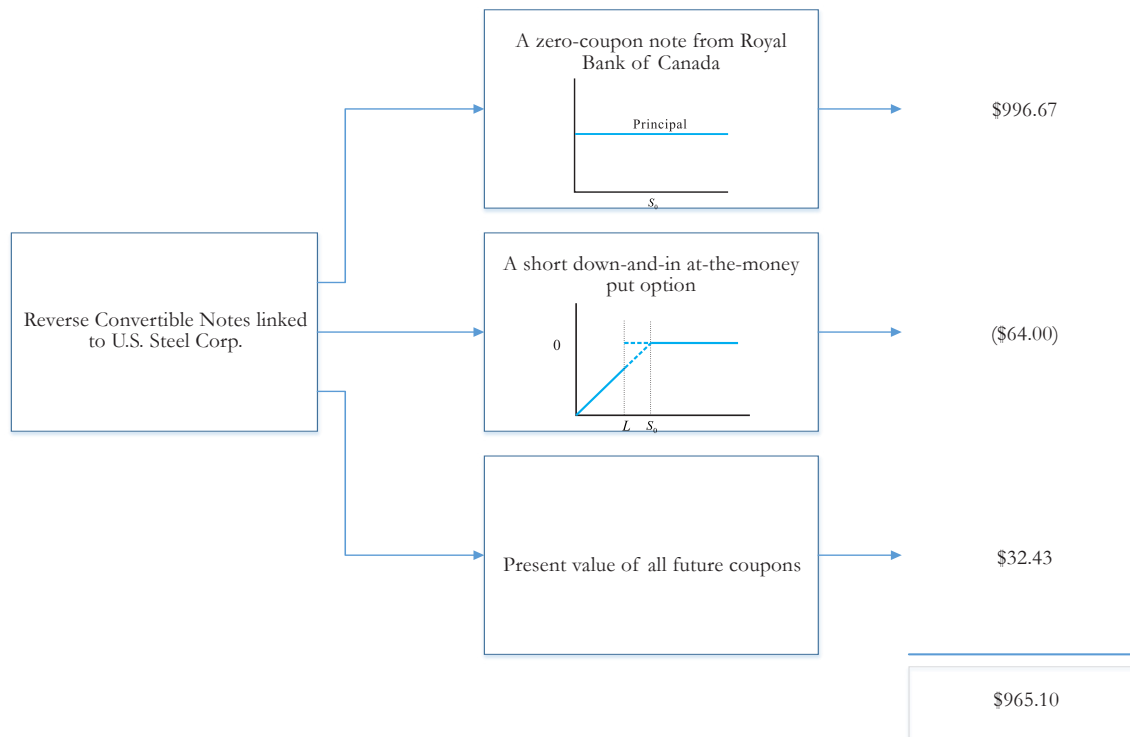 A zero-coupon note from Royal
Bank of Canada
Principal
$996.67
S₀
A short down-and-in at-the-money
put option
Reverse Convertible Notes linked
to U.S. Steel Corp.
0
($64.00)
L S₀
Present value of all future coupons
$32.43
$965.10